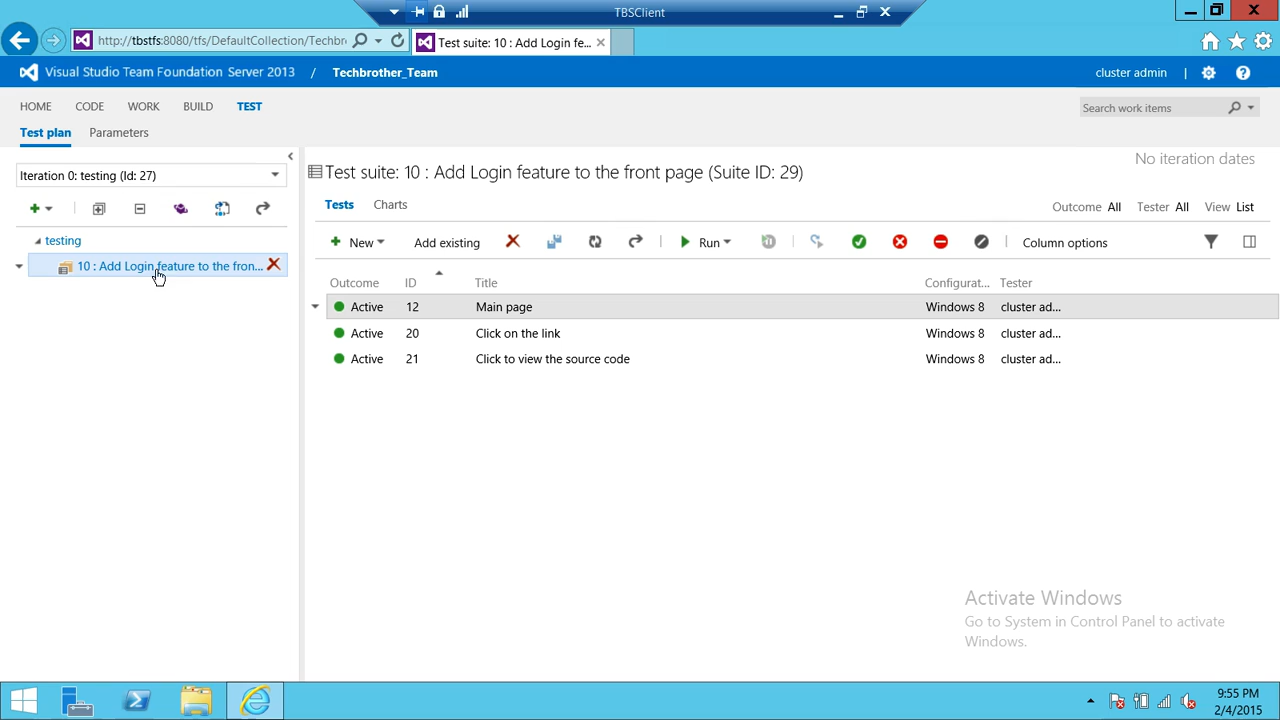 TBSClient
http://tbstfs:8080/tfs/DefaultCollection/Techbr
Test suite: 10 : Add Login fe...
Visual Studio Team Foundation Server 2013 / Techbrother_Team
cluster admin
HOME CODE WORK BUILD TEST
Search work items
Test plan Parameters
No iteration dates
Iteration 0: testing (Id: 27)
Test suite: 10 : Add Login feature to the front page (Suite ID: 29)
Tests Charts
Outcome All Tester All View List
New Add existing Run Column options
testing
10 : Add Login feature to the fron...
Outcome ID Title Configurat... Tester
Active 12 Main page Windows 8 cluster ad...
Active 20 Click on the link Windows 8 cluster ad...
Active 21 Click to view the source code Windows 8 cluster ad...
Activate Windows
Go to System in Control Panel to activate
Windows.
9:55 PM
2/4/2015